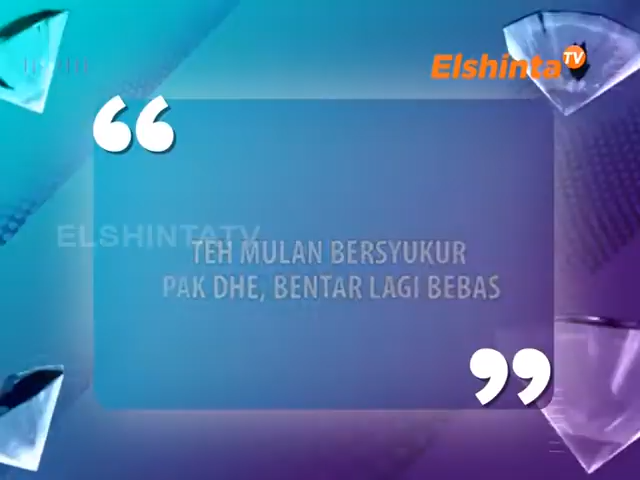 Elshinta TV
ELSHINTATV
TEH MULAN BERSYUKUR
PAK DHE, BENTAR LAGI BEBAS